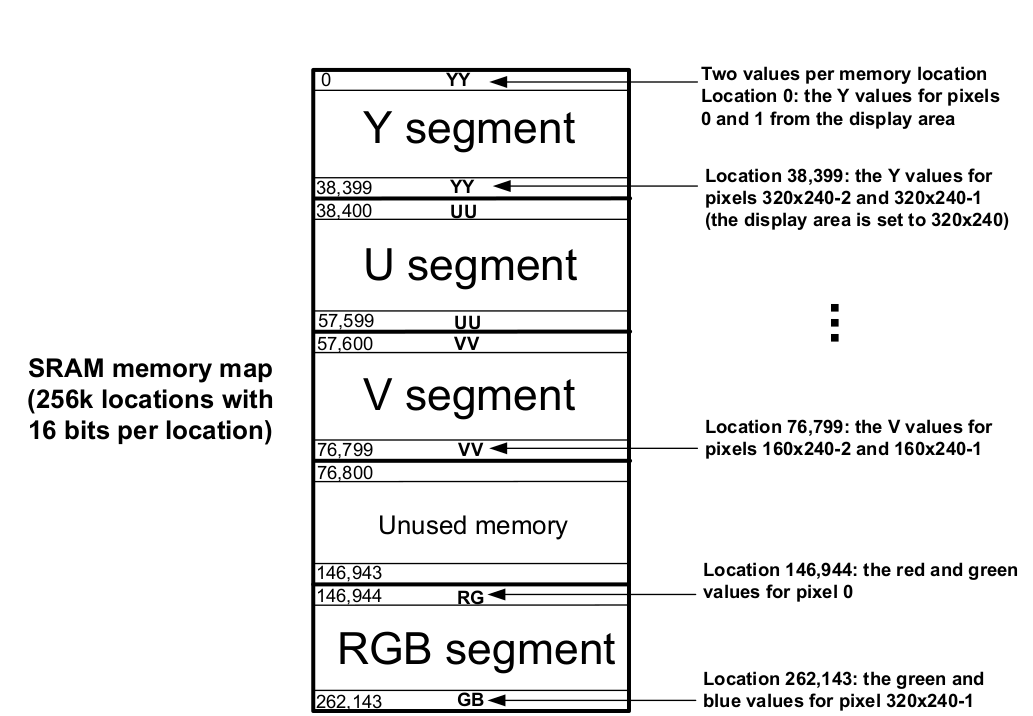 0 YY
Two values per memory location
Location 0: the Y values for pixels
0 and 1 from the display area
Y segment
38,399 YY
Location 38,399: the Y values for
pixels 320x240-2 and 320x240-1
(the display area is set to 320x240)
38,400 UU
U segment
57,599 UU
57,600 VV
SRAM memory map
(256k locations with
16 bits per location)
V segment
76,799 VV
Location 76,799: the V values for
pixels 160x240-2 and 160x240-1
76,800
Unused memory
146,943
146,944 RG
Location 146,944: the red and green
values for pixel 0
RGB segment
262,143 GB
Location 262,143: the green and
blue values for pixel 320x240-1